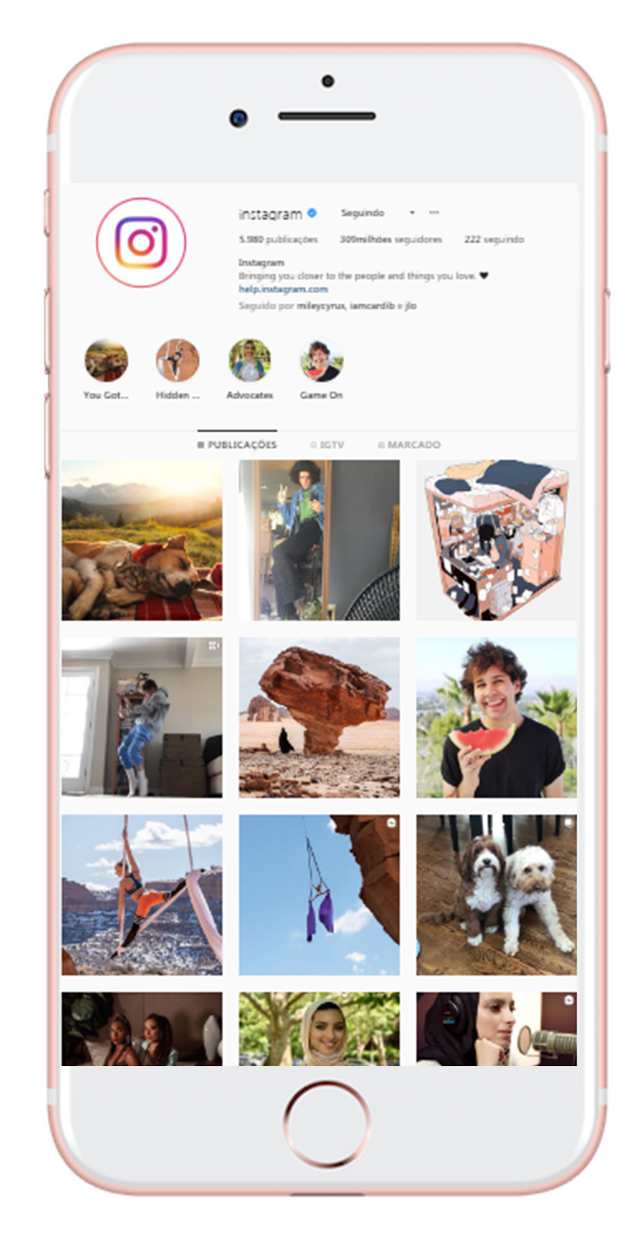 instagram Seguindo
5.980 publicações 309milhões seguidores 222 seguindo
Instagram
Bringing you closer to the people and things you love. ❤
help.instagram.com
Seguido por mileycyrus, iamcardib e jlo
You Got... Hidden ... Advocates Game On
PUBLICAÇÕES IGTV MARCADO